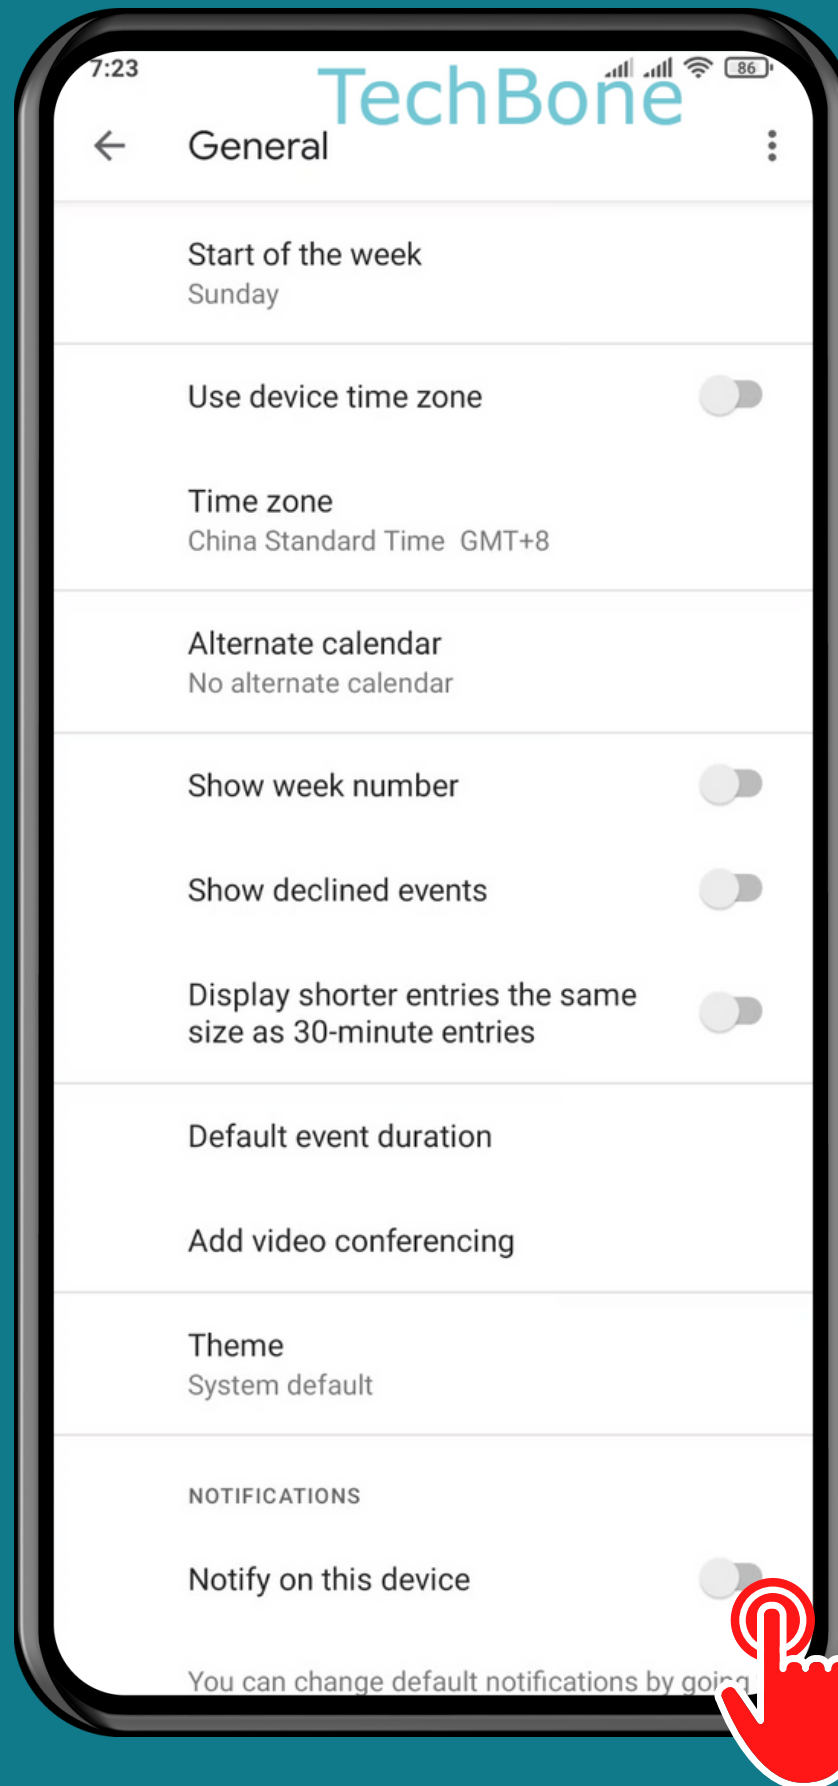 7:23
TechBone
86
General
Start of the week
Sunday
Use device time zone
Time zone
China Standard Time GMT+8
Alternate calendar
No alternate calendar
Show week number
Show declined events
Display shorter entries the same
size as 30-minute entries
Default event duration
Add video conferencing
Theme
System default
NOTIFICATIONS
Notify on this device
You can change default notifications by going